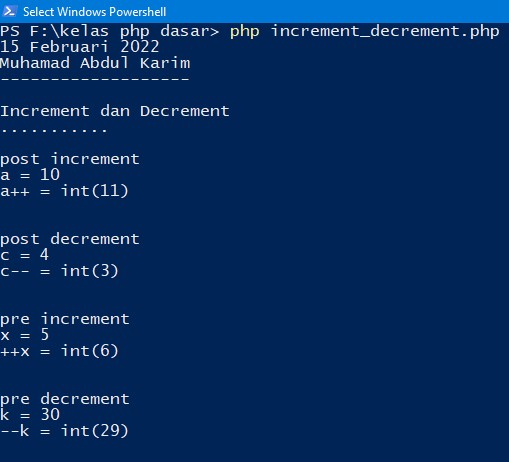 Select Windows Powershell
PS F:\kelas php dasar> php increment_decrement.php
15 Februari 2022
Muhamad Abdul Karim
-------------------
Increment dan Decrement
...........
post increment
a = 10
a++ = int(11)
post decrement
c = 4
c-- = int(3)
pre increment
x = 5
++x = int(6)
pre decrement
k = 30
--k = int(29)